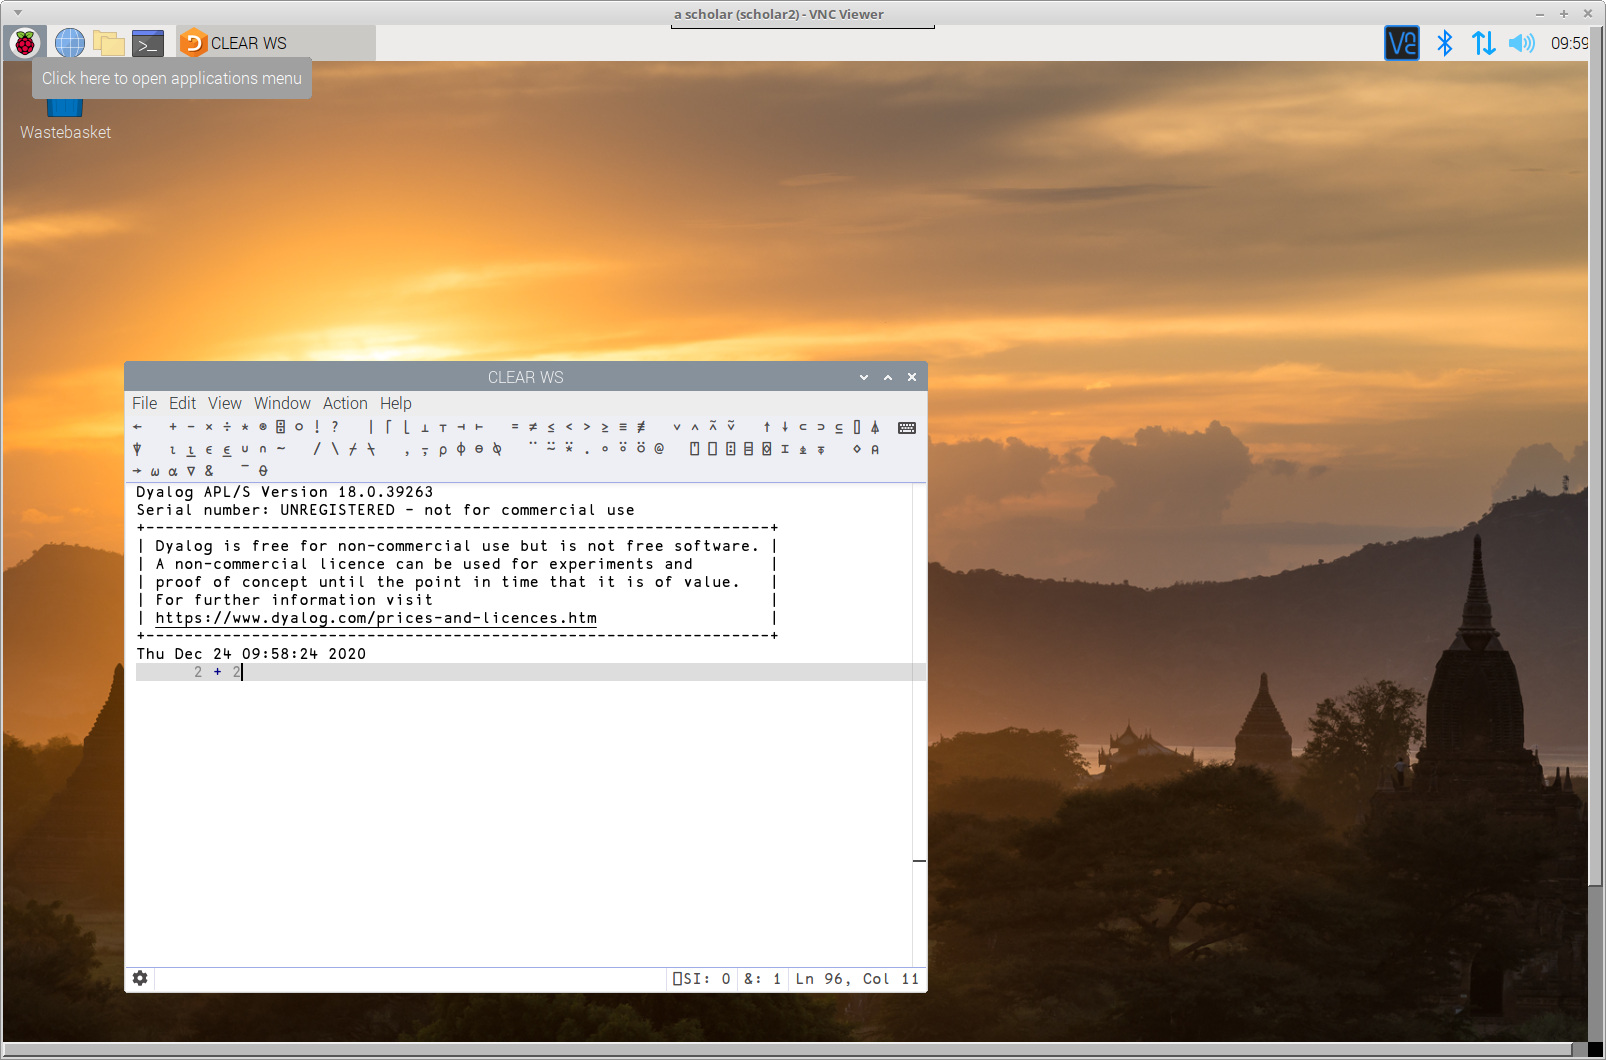 a scholar (scholar2) - VNC Viewer
CLEAR WS
09:59
Click here to open applications menu
Wastebasket
CLEAR WS
File Edit View Window Action Help
← + - × ÷ * ⍟ ⌹ ○ ! ? | ⌈ ⌊ ⊥ ⊤ ⊣ ⊢ = ≠ ≤ < > ≥ ≡ ≢ ∨ ∧ ⍲ ⍱ ↑ ↓ ⊂ ⊃ ⊆ ⌷ ⍋
⍒ ⍳ ⍸ ∊ ⍷ ∪ ∩ ~ / \ ⌿ ⍀ , ⍪ ⍴ ⌽ ⊖ ⍉ ¨ ⍨ ⍣ . ∘ ⍤ ⍥ @ ⍞ ⎕ ⍠ ⌸ ⌺ ⌶ ⍎ ⍕ ⋄ ⍝
→ ⍵ ⍺ ∇ & ¯ ⍬
Dyalog APL/S Version 18.0.39263
Serial number: UNREGISTERED - not for commercial use
+-----------------------------------------------------------------+
| Dyalog is free for non-commercial use but is not free software. |
| A non-commercial licence can be used for experiments and |
| proof of concept until the point in time that it is of value. |
| For further information visit |
| https://www.dyalog.com/prices-and-licences.htm |
+-----------------------------------------------------------------+
Thu Dec 24 09:58:24 2020
2 + 2
⎕SI: 0 &: 1 Ln 96, Col 11